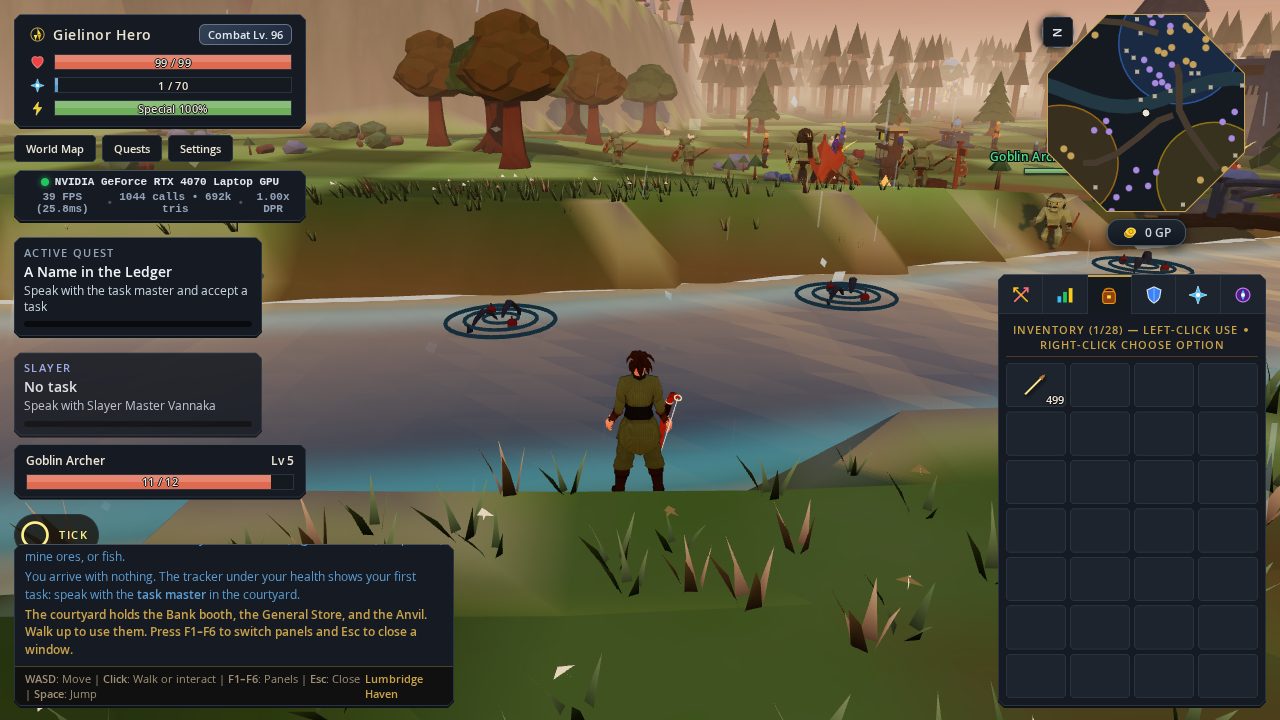 Gielinor Hero
Combat Lv. 96
99 / 99
1 / 70
Special 100%
World Map
Quests
Settings
NVIDIA GeForce RTX 4070 Laptop GPU
39 FPS (25.8ms) • 1044 calls • 692k tris • 1.00x DPR
ACTIVE QUEST
A Name in the Ledger
Speak with the task master and accept a
task
SLAYER
No task
Speak with Slayer Master Vannaka
Goblin Archer
Lv 5
11 / 12
TICK
mine ores, or fish.
You arrive with nothing. The tracker under your health shows your first
task: speak with the task master in the courtyard.
The courtyard holds the Bank booth, the General Store, and the Anvil.
Walk up to use them. Press F1–F6 to switch panels and Esc to close a
window.
WASD: Move | Click: Walk or interact | F1–F6: Panels | Esc: Close
| Space: Jump
Lumbridge
Haven
Goblin Arc
N
0 GP
INVENTORY (1/28) — LEFT-CLICK USE •
RIGHT-CLICK CHOOSE OPTION
499